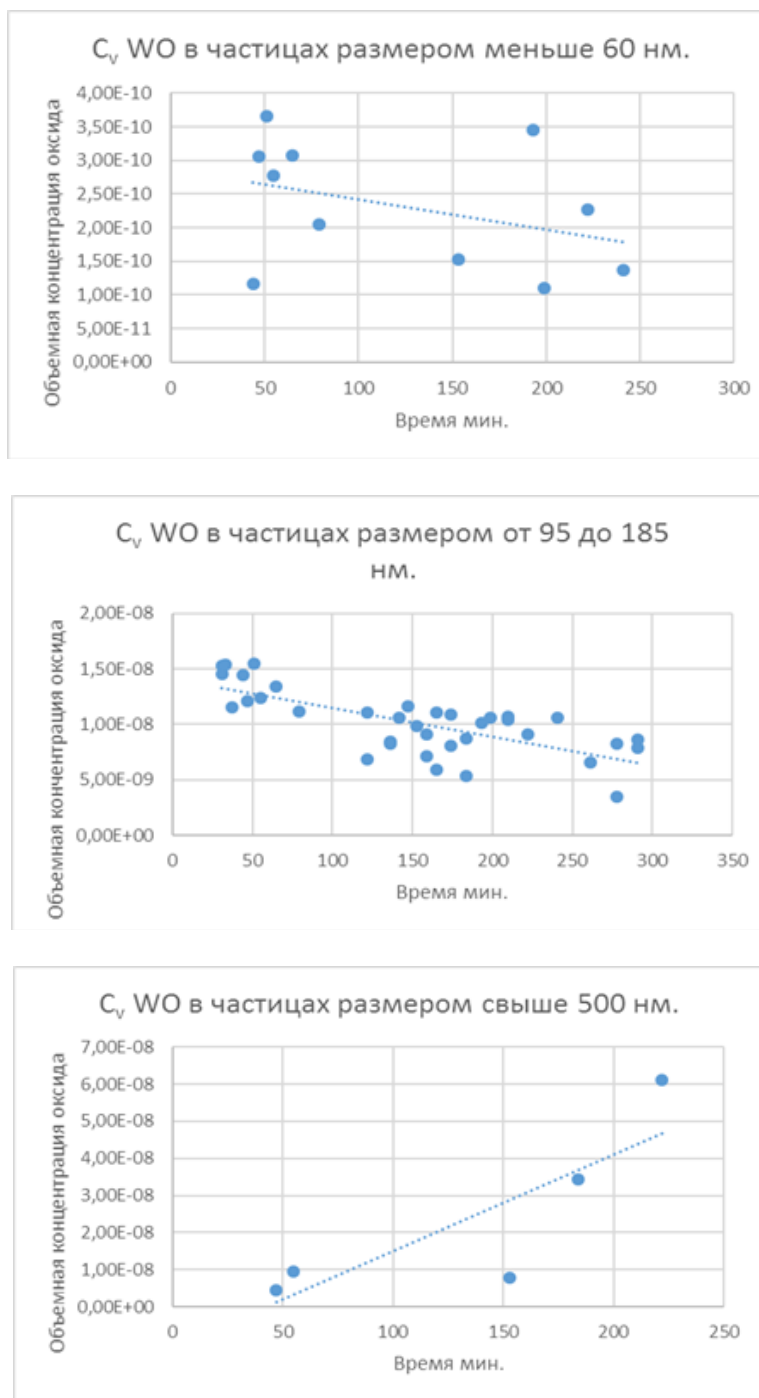 Cv WO в частицах размером меньше 60 нм.
Объемная концентрация оксида
4,00E-10
3,50E-10
3,00E-10
2,50E-10
2,00E-10
1,50E-10
1,00E-10
5,00E-11
0,00E+00
0 50 100 150 200 250 300
Время мин.
Cv WO в частицах размером от 95 до 185
нм.
Объемная кончентрация оксида
2,00E-08
1,50E-08
1,00E-08
5,00E-09
0,00E+00
0 50 100 150 200 250 300 350
Время мин.
Cv WO в частицах размером свыше 500 нм.
Объемная концентрация оксида
7,00E-08
6,00E-08
5,00E-08
4,00E-08
3,00E-08
2,00E-08
1,00E-08
0,00E+00
0 50 100 150 200 250
Время мин.